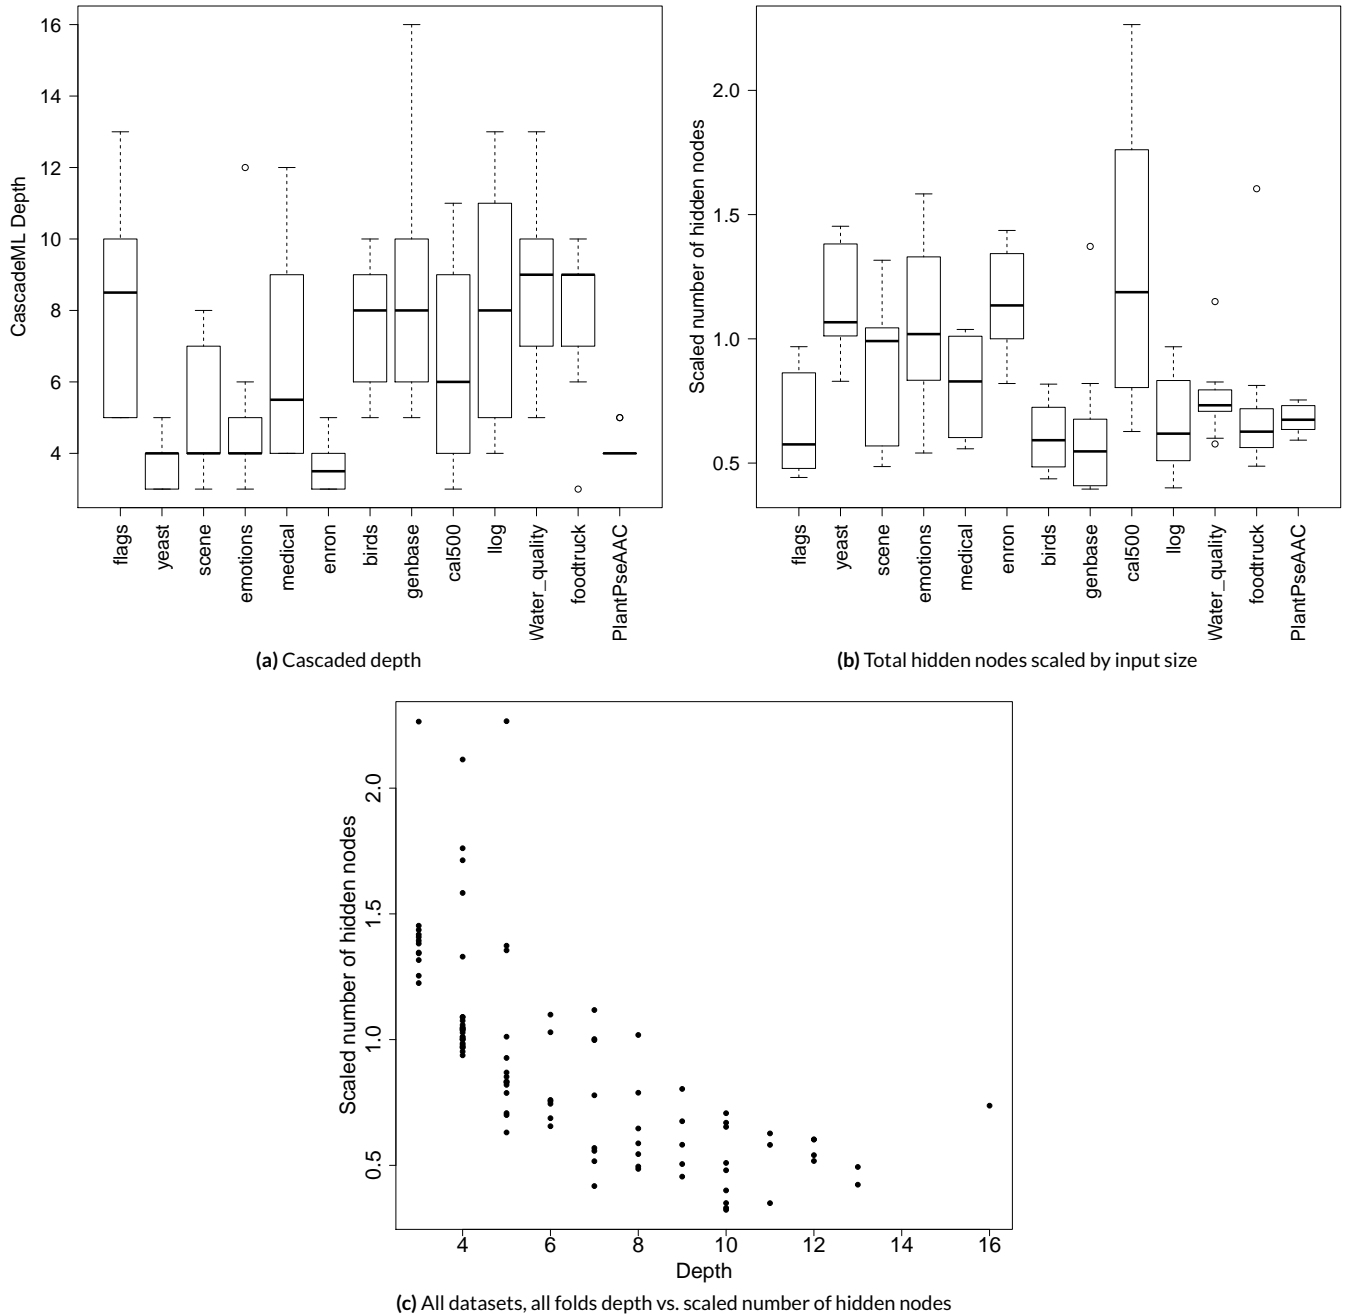 CascadeML Depth
16
14
12
10
8
6
4
flags
yeast
scene
emotions
medical
enron
birds
genbase
cal500
llog
Water_quality
foodtruck
PlantPseAAC
(a) Cascaded depth
Scaled number of hidden nodes
2.0
1.5
1.0
0.5
flags
yeast
scene
emotions
medical
enron
birds
genbase
cal500
llog
Water_quality
foodtruck
PlantPseAAC
(b) Total hidden nodes scaled by input size
Scaled number of hidden nodes
2.0
1.5
1.0
0.5
4 6 8 10 12 14 16
Depth
(c) All datasets, all folds depth vs. scaled number of hidden nodes